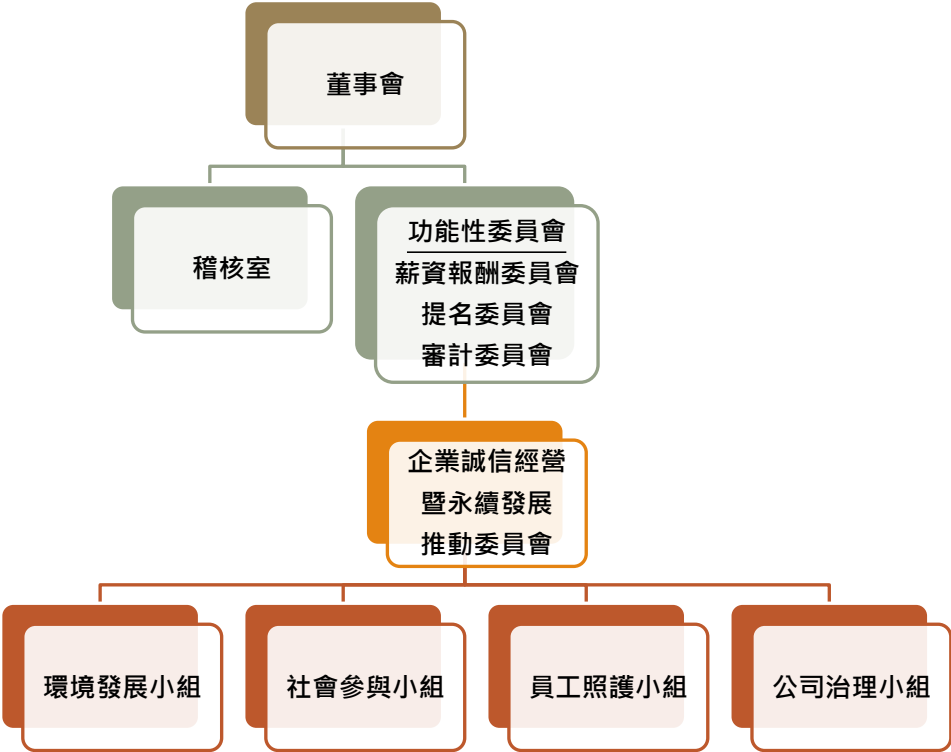 董事會
稽核室
功能性委員會
薪資報酬委員會
提名委員會
審計委員會
企業誠信經營
暨永續發展
推動委員會
環境發展小組
社會參與小組
員工照護小組
公司治理小組